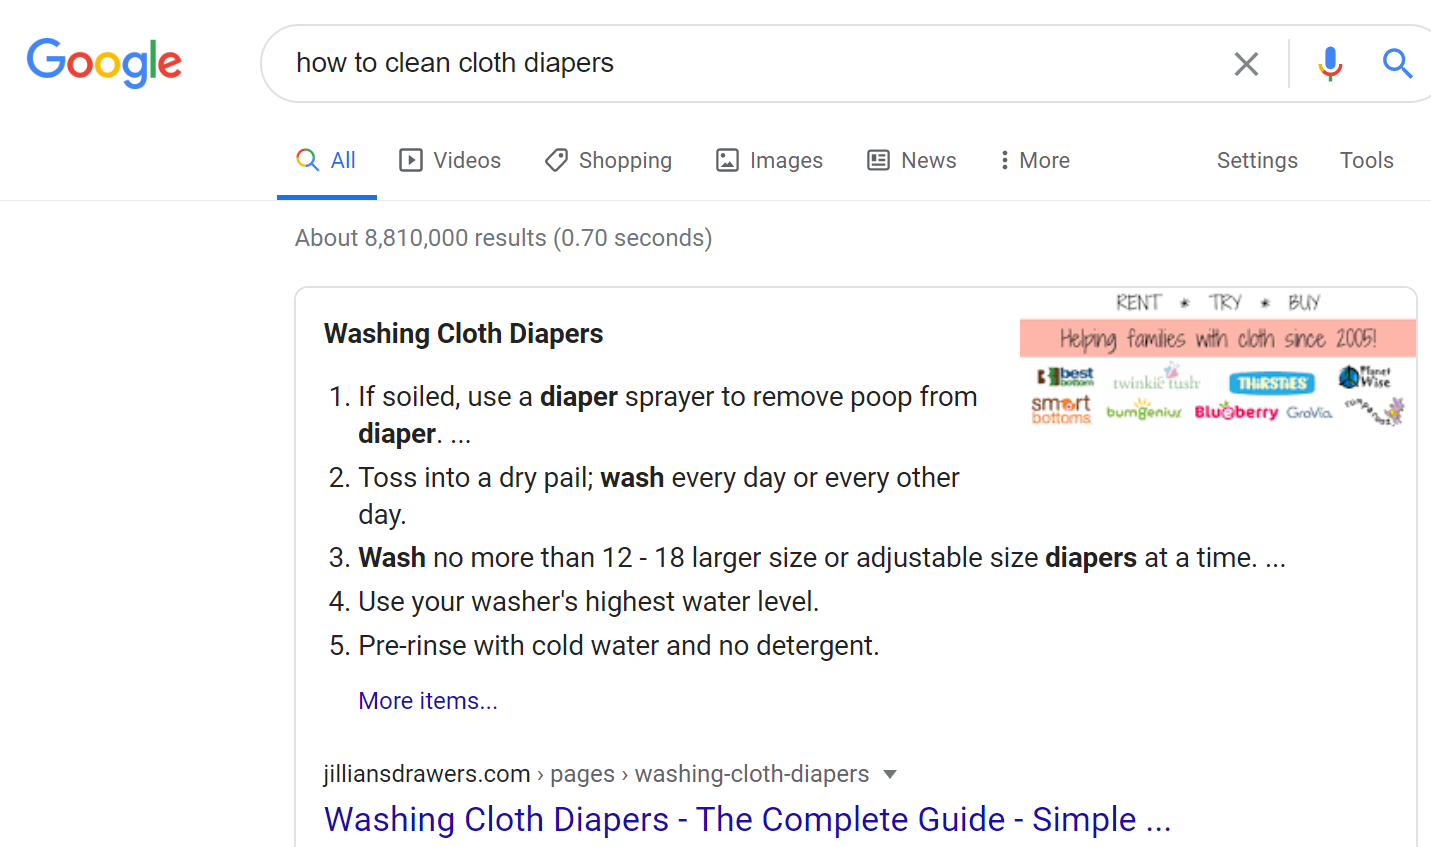 Google
how to clean cloth diapers
All Videos Shopping Images News More Settings Tools
About 8,810,000 results (0.70 seconds)
RENT * TRY * BUY
Helping families with cloth since 2005!
best bottom twinkie tush THIRSTIES Planet Wise
smart bottoms bumGenius Blueberry GroVia
Washing Cloth Diapers
1. If soiled, use a diaper sprayer to remove poop from
diaper. ...
2. Toss into a dry pail; wash every day or every other
day.
3. Wash no more than 12 - 18 larger size or adjustable size diapers at a time. ...
4. Use your washer's highest water level.
5. Pre-rinse with cold water and no detergent.
More items...
jilliansdrawers.com › pages › washing-cloth-diapers
Washing Cloth Diapers - The Complete Guide - Simple ...